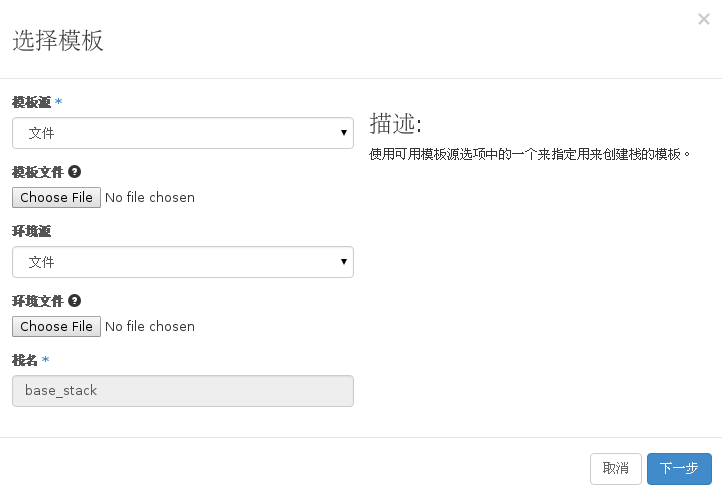 选择模板
×
模板源 *
文件
模板文件
Choose File No file chosen
环境源
文件
环境文件
Choose File No file chosen
栈名 *
base_stack
描述:
使用可用模板源选项中的一个来指定用来创建栈的模板。
取消
下一步